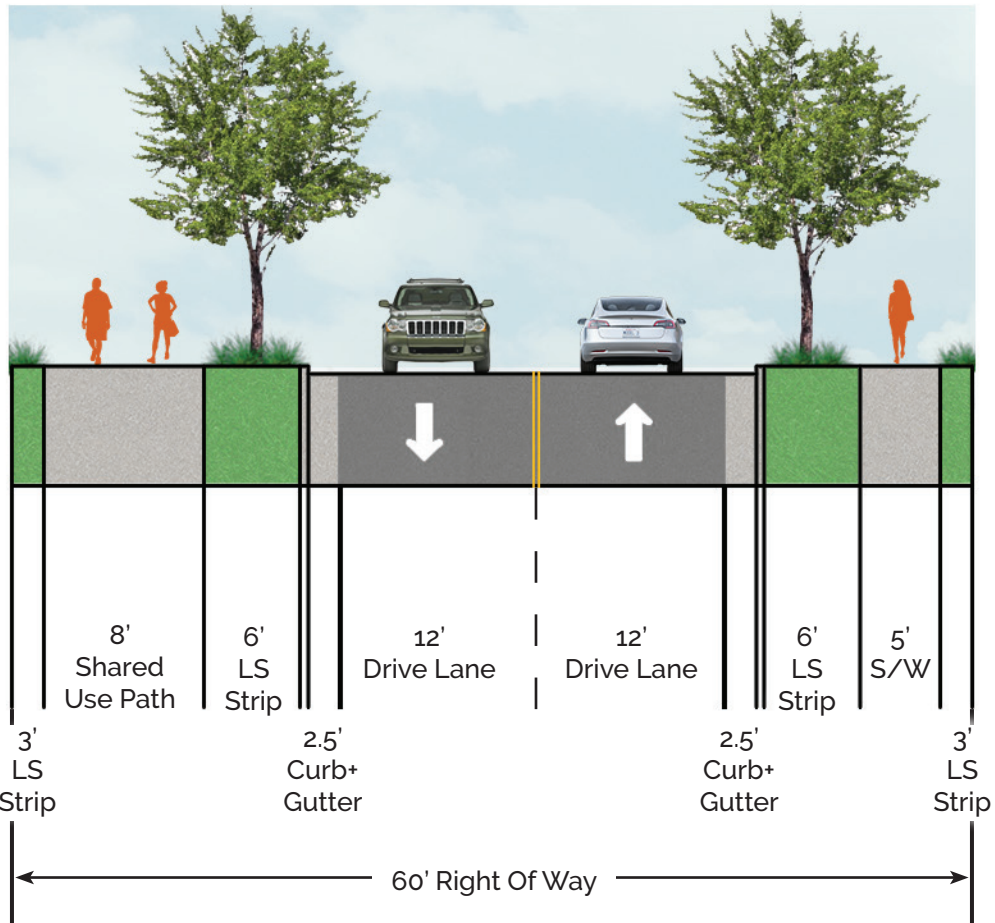 8’
Shared
Use Path
6’
LS
Strip
12’
Drive Lane
12’
Drive Lane
6’
LS
Strip
5’
S/W
3’
LS
Strip
2.5’
Curb+
Gutter
2.5’
Curb+
Gutter
3’
LS
Strip
60’ Right Of Way